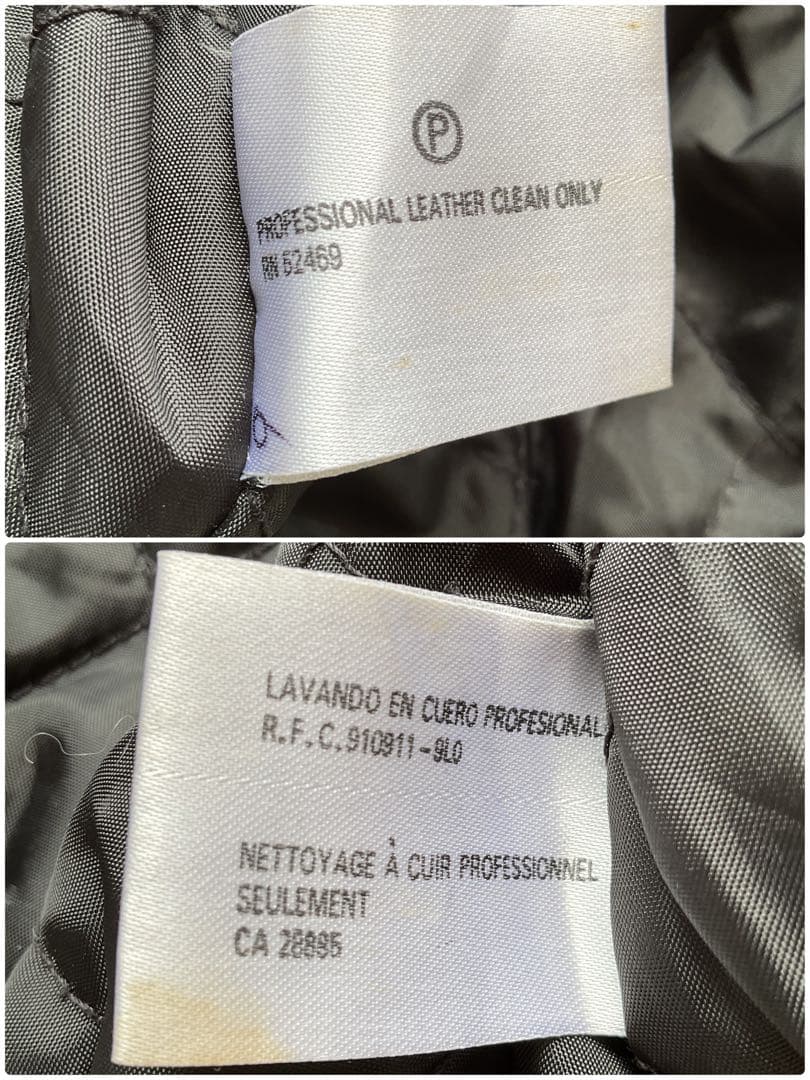 P
PROFESSIONAL LEATHER CLEAN ONLY
RN 52469
LAVANDO EN CUERO PROFESIONAL
R.F.C.910911-9L0
NETTOYAGE À CUIR PROFESSIONNEL
SEULEMENT
CA 28895